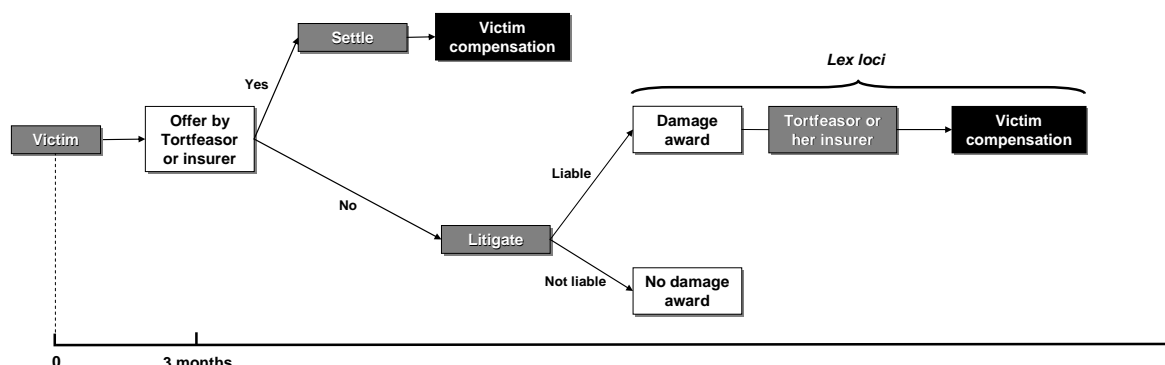 Settle
Victim
compensation
Yes
Lex loci
Victim
Offer by
Tortfeasor
or insurer
Damage
award
Tortfeasor or
her insurer
Victim
compensation
Liable
No
Litigate
Not liable
No damage
award
0
3 months